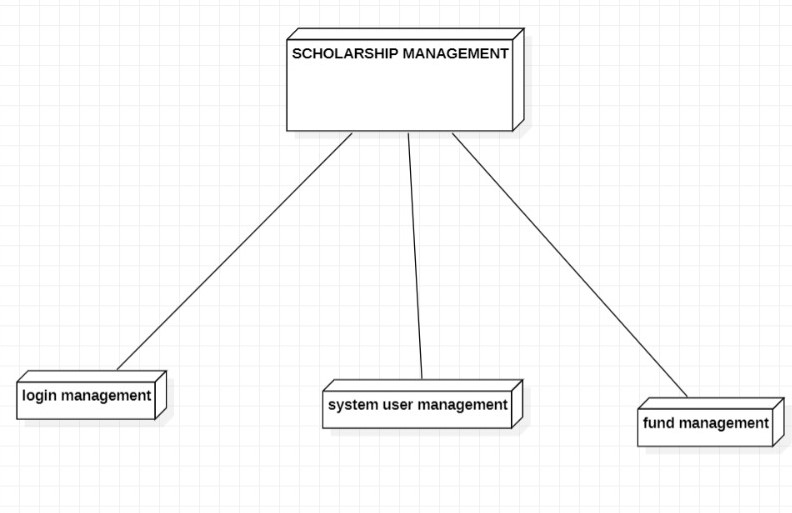 SCHOLARSHIP MANAGEMENT
login management
system user management
fund management